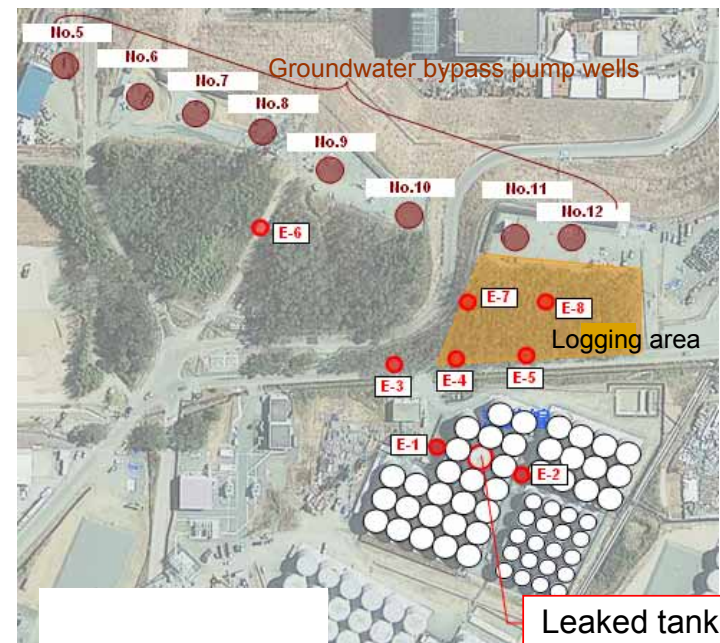 No.5
No.6
No.7
Groundwater bypass pump wells
No.8
No.9
No.10
No.11
No.12
E-6
E-7
E-8
Logging area
E-3
E-4
E-5
E-1
E-2
Leaked tank